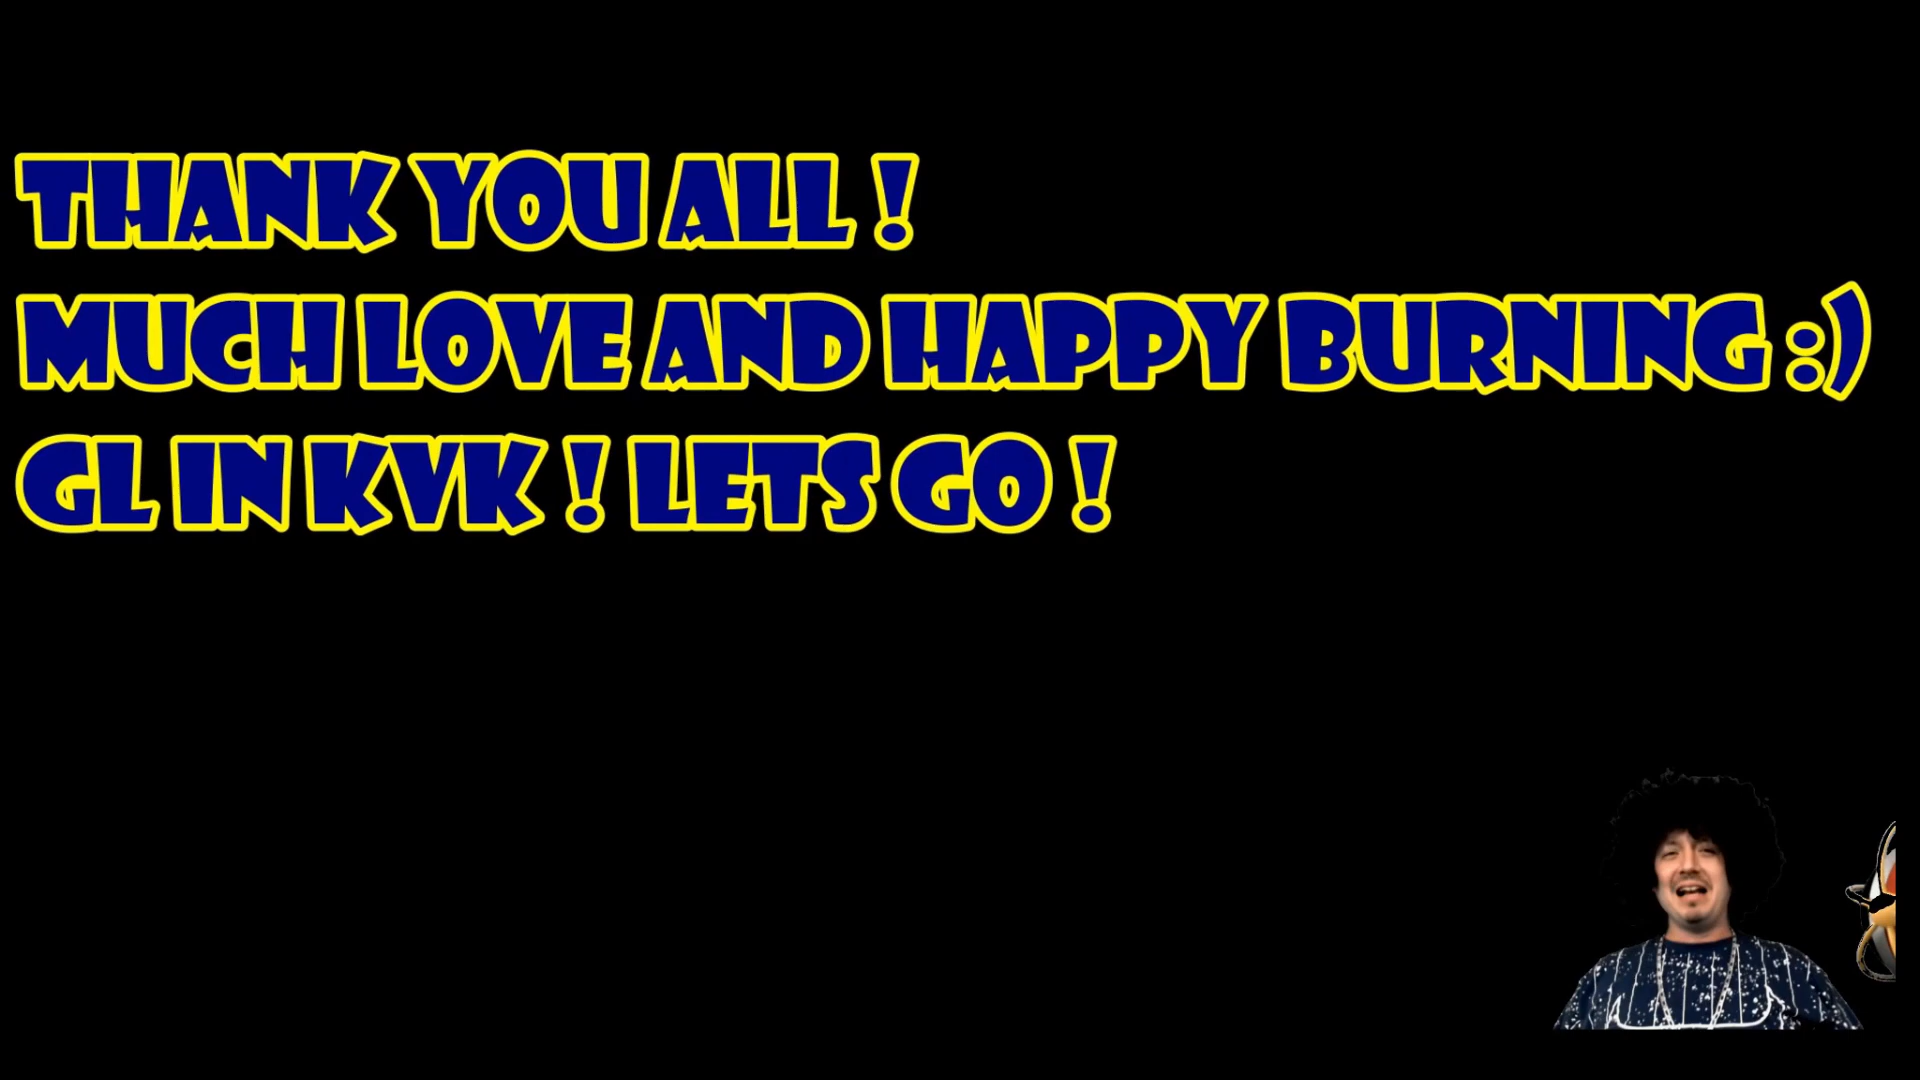 THANK YOU ALL !
MUCH LOVE AND HAPPY BURNING :)
GL IN KVK ! LETS GO !